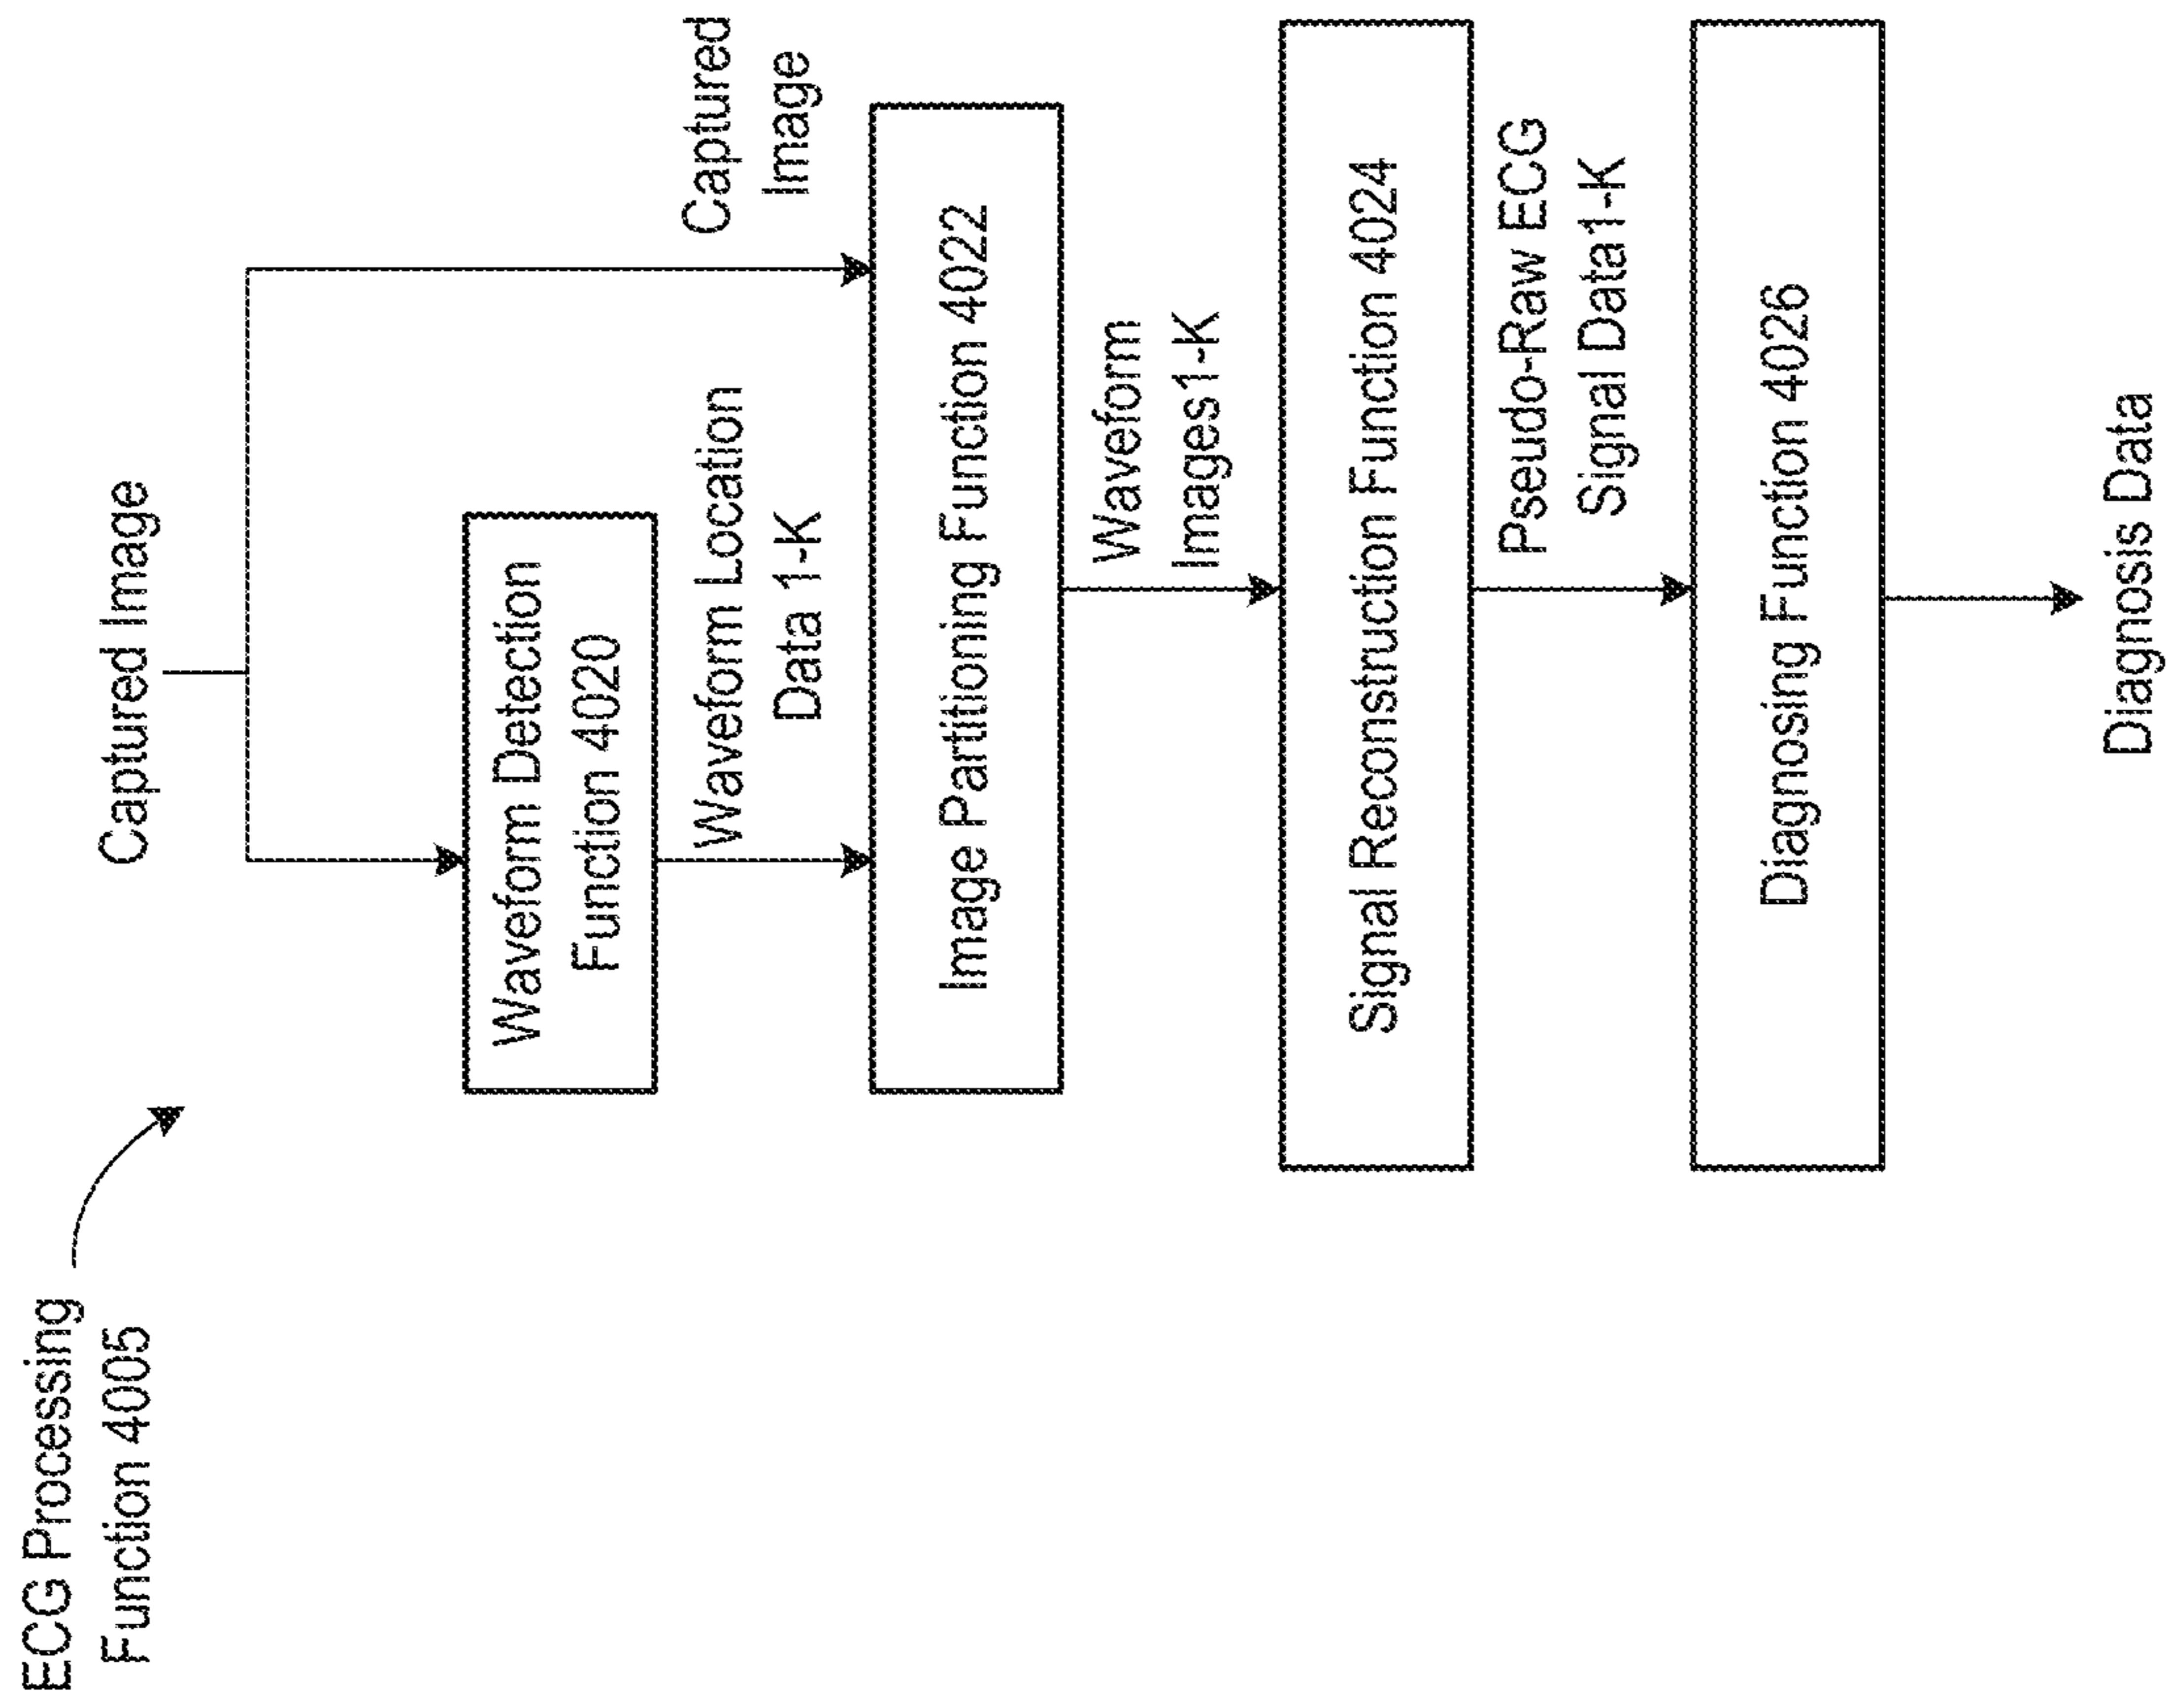 ECG Processing
Function 4005
Captured Image
Waveform Detection
Function 4020
Waveform Location
Data 1-K
Captured
Image
Image Partitioning Function 4022
Waveform
Images1-K
Signal Reconstruction Function 4024
Pseudo-Raw ECG
Signal Data1-K
Diagnosing Function 4026
Diagnosis Data